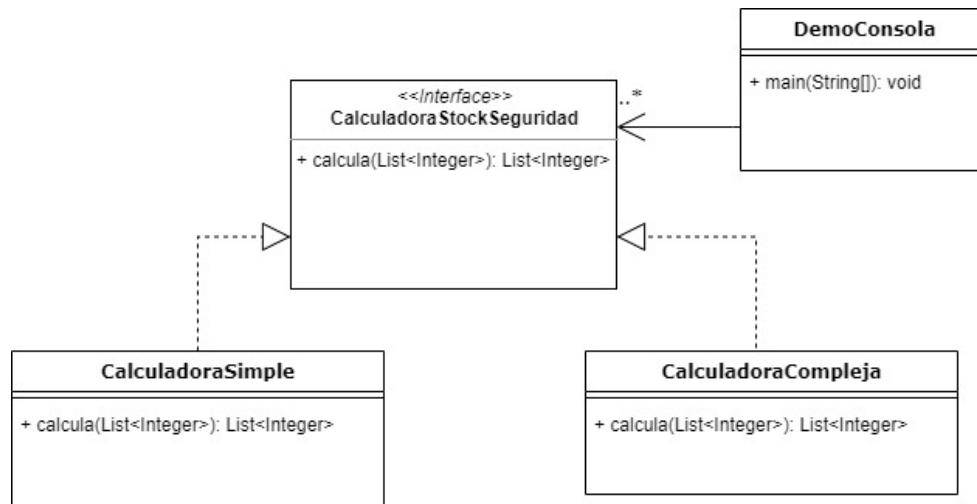 DemoConsola
+ main(String[]): void
<<Interface>>
CalculadoraStockSeguridad
..*
+ calcula(List<Integer>): List<Integer>
CalculadoraSimple
+ calcula(List<Integer>): List<Integer>
CalculadoraCompleja
+ calcula(List<Integer>): List<Integer>